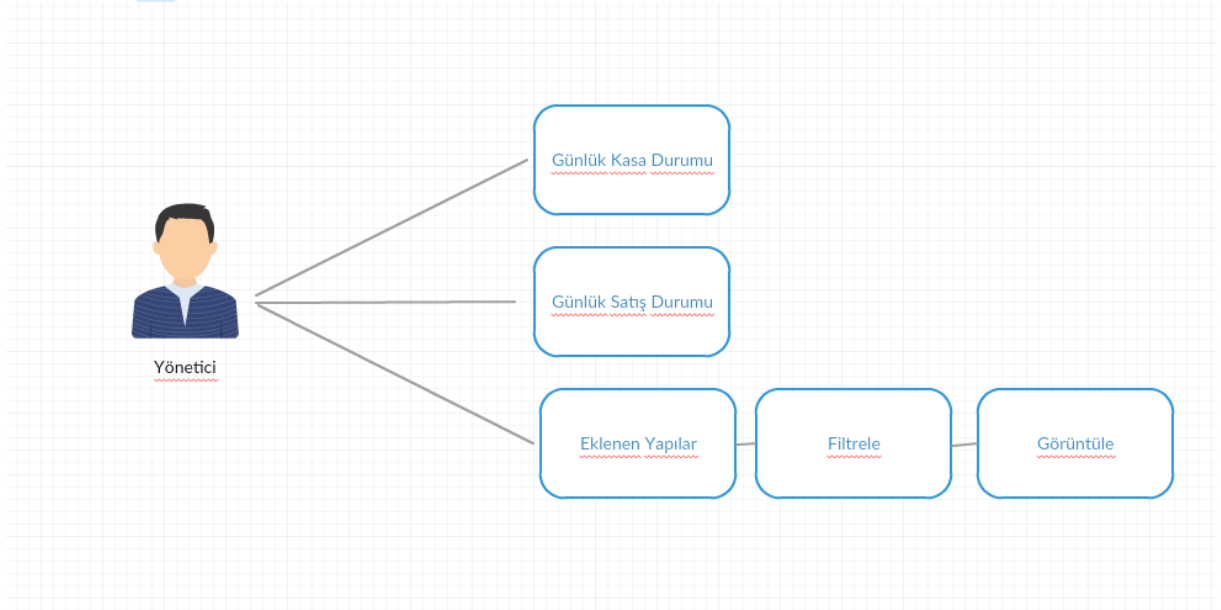 Günlük Kasa Durumu
Günlük Satış Durumu
Yönetici
Eklenen Yapılar
Filtrele
Görüntüle